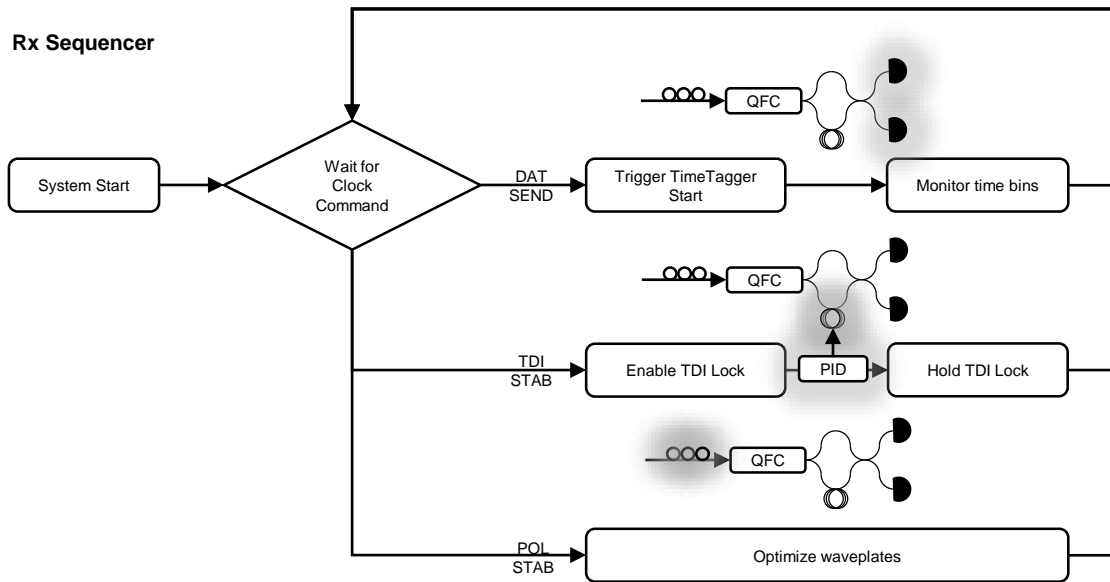 Rx Sequencer
QFC
System Start
Wait for
Clock
Command
DAT
SEND
Trigger TimeTagger
Start
Monitor time bins
QFC
TDI
STAB
Enable TDI Lock
PID
Hold TDI Lock
QFC
POL
STAB
Optimize waveplates